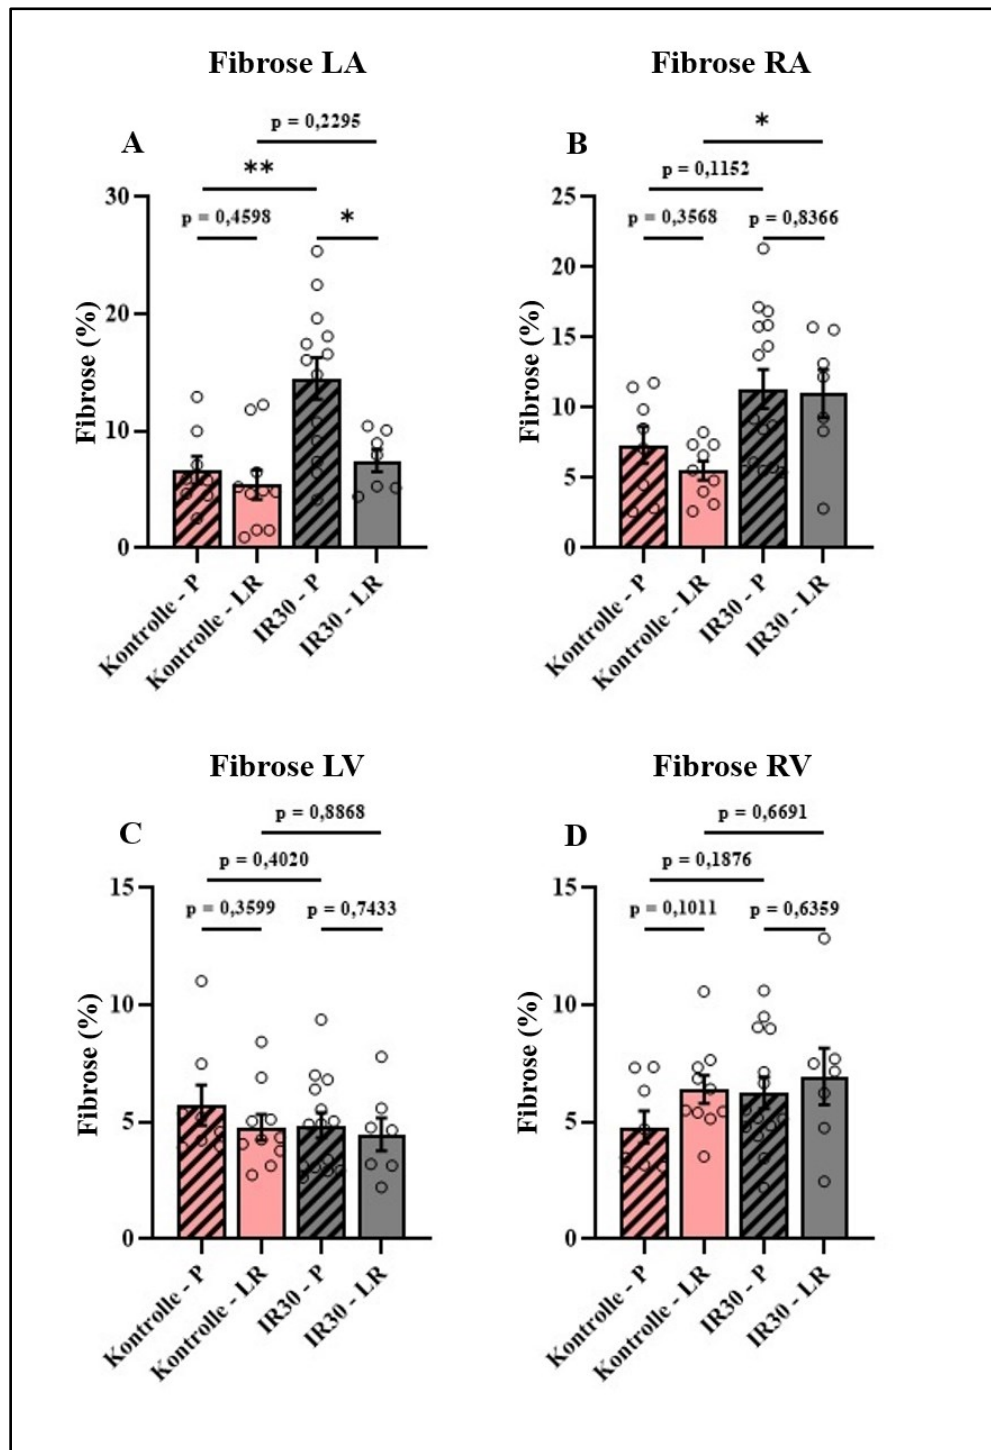 Fibrose LA
A
p = 0,2295
**
p = 0,4598
*
Fibrose (%)
30
20
10
0
Kontrolle - P
Kontrolle - LR
IR30 - P
IR30 - LR
Fibrose RA
B
*
p = 0,1152
p = 0,3568
p = 0,8366
Fibrose (%)
25
20
15
10
5
0
Kontrolle - P
Kontrolle - LR
IR30 - P
IR30 - LR
Fibrose LV
C
p = 0,8868
p = 0,4020
p = 0,3599
p = 0,7433
Fibrose (%)
15
10
5
0
Kontrolle - P
Kontrolle - LR
IR30 - P
IR30 - LR
Fibrose RV
D
p = 0,6691
p = 0,1876
p = 0,1011
p = 0,6359
Fibrose (%)
15
10
5
0
Kontrolle - P
Kontrolle - LR
IR30 - P
IR30 - LR